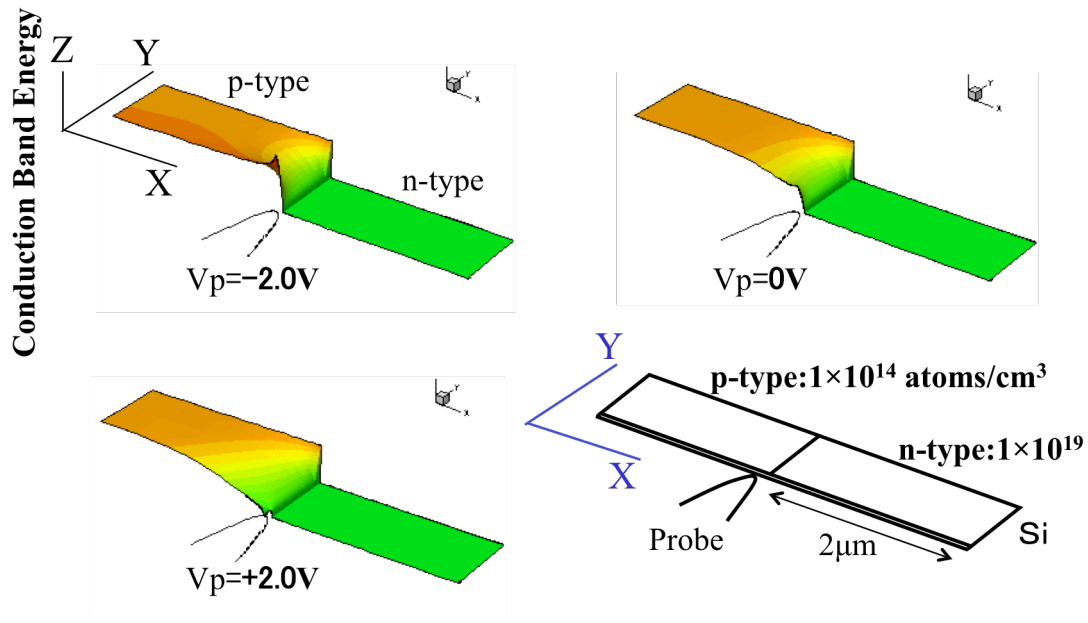 Conduction Band Energy
Z
Y
X
p-type
n-type
Y
X
Vp=−2.0V
Y
X
Vp=0V
Y
X
Vp=+2.0V
Y
X
p-type:1×10¹⁴ atoms/cm³
n-type:1×10¹⁹
Probe
2μm
Si